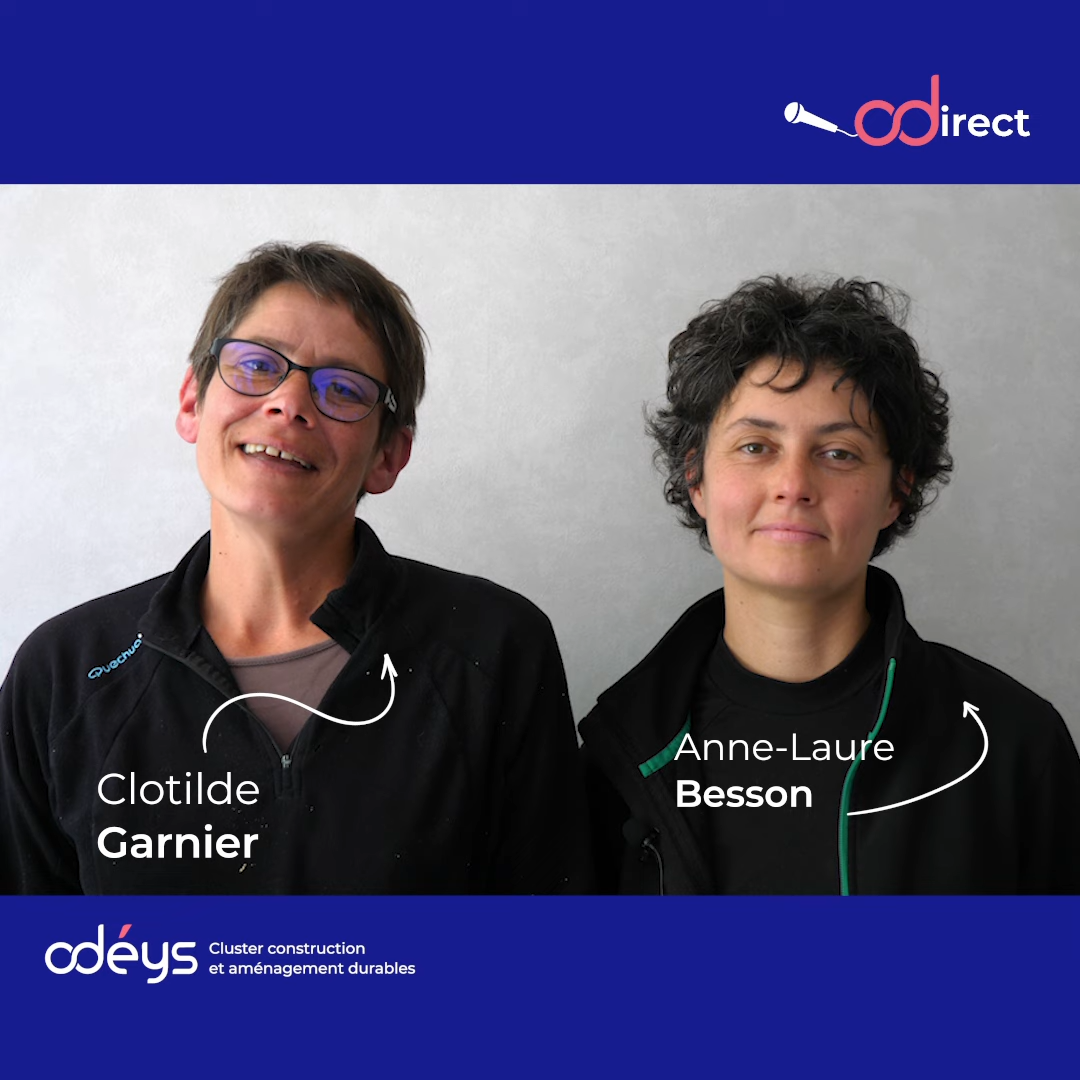 odirect
Quechua
Clotilde
Garnier
Anne-Laure
Besson
odéys
Cluster construction
et aménagement durables